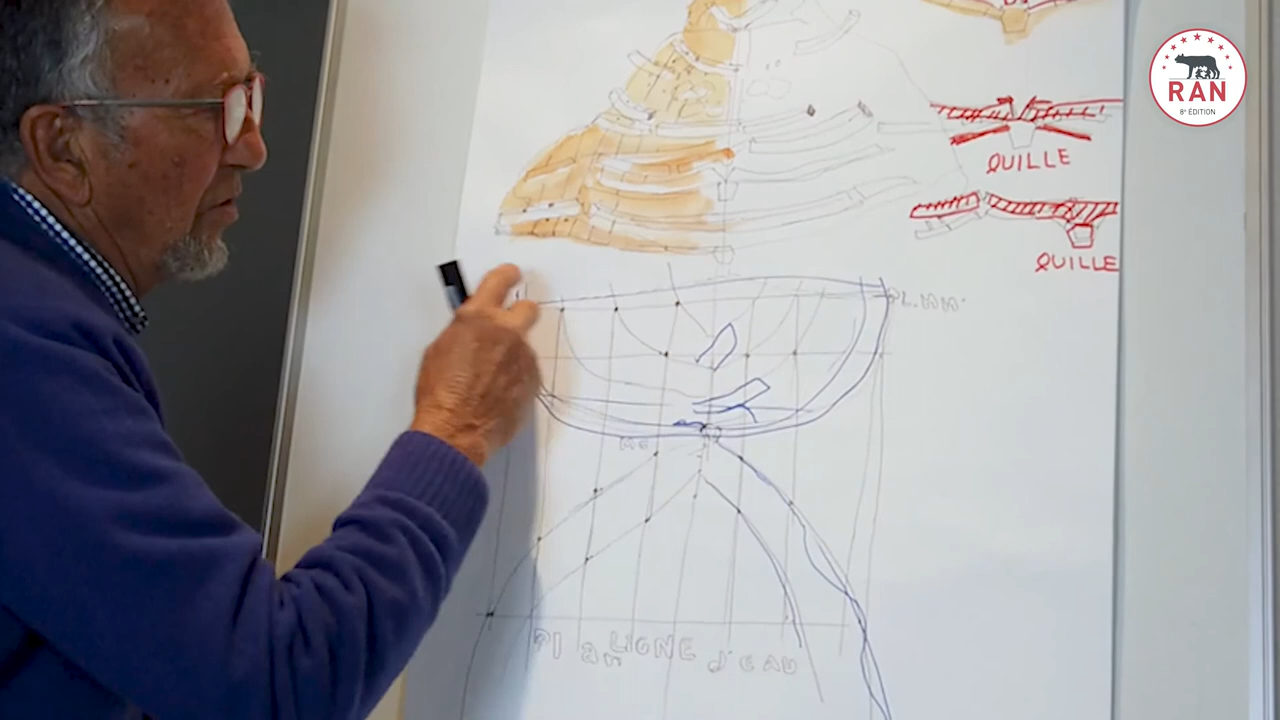 RAN
8e ÉDITION
QUILLE
QUILLE
LIGNE d'EAU